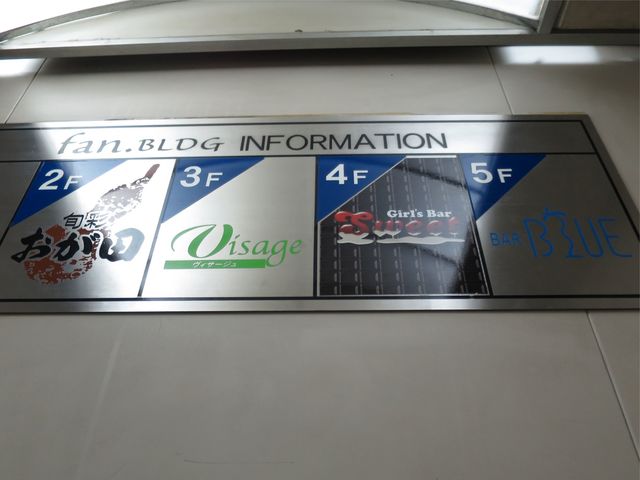 fan.BLDG INFORMATION
2F
旬彩
おが田
3F
Visage
ヴィサージュ
4F
Girl's Bar
Sweet
5F
BAR BLUE